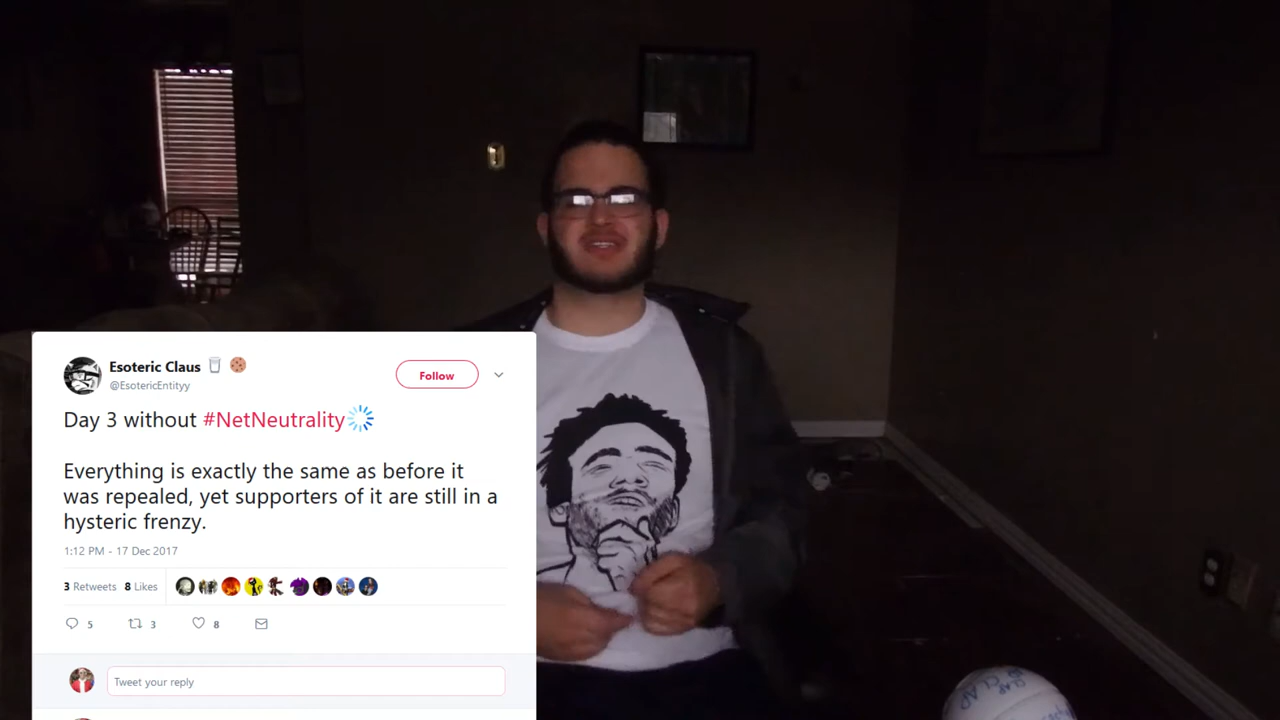 Esoteric Claus
@EsotericEntityy
Follow
Day 3 without #NetNeutrality
Everything is exactly the same as before it
was repealed, yet supporters of it are still in a
hysteric frenzy.
1:12 PM - 17 Dec 2017
3 Retweets 8 Likes
5 3 8
Tweet your reply
CLAP
CLAP